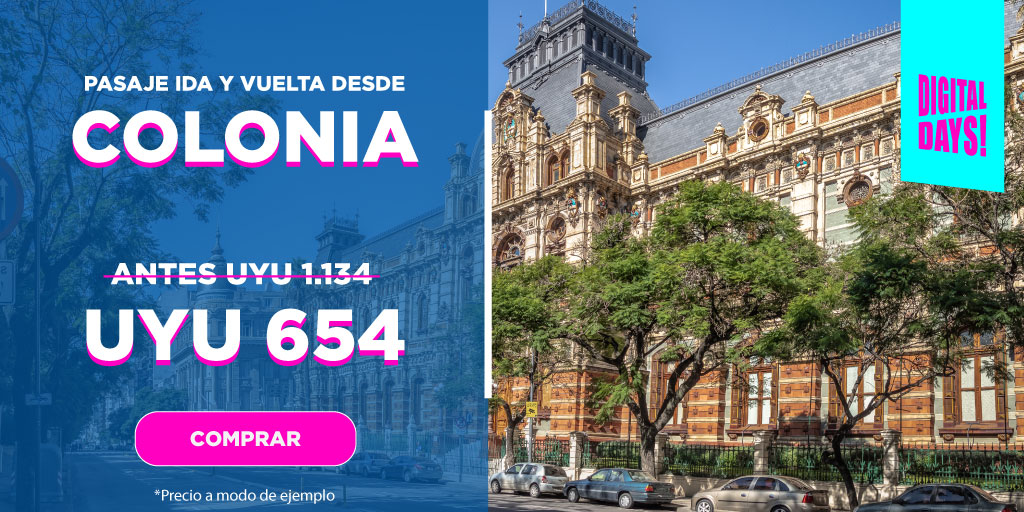 PASAJE IDA Y VUELTA DESDE
COLONIA
ANTES UYU 1.134
UYU 654
COMPRAR
*Precio a modo de ejemplo
DIGITAL
DAYS!